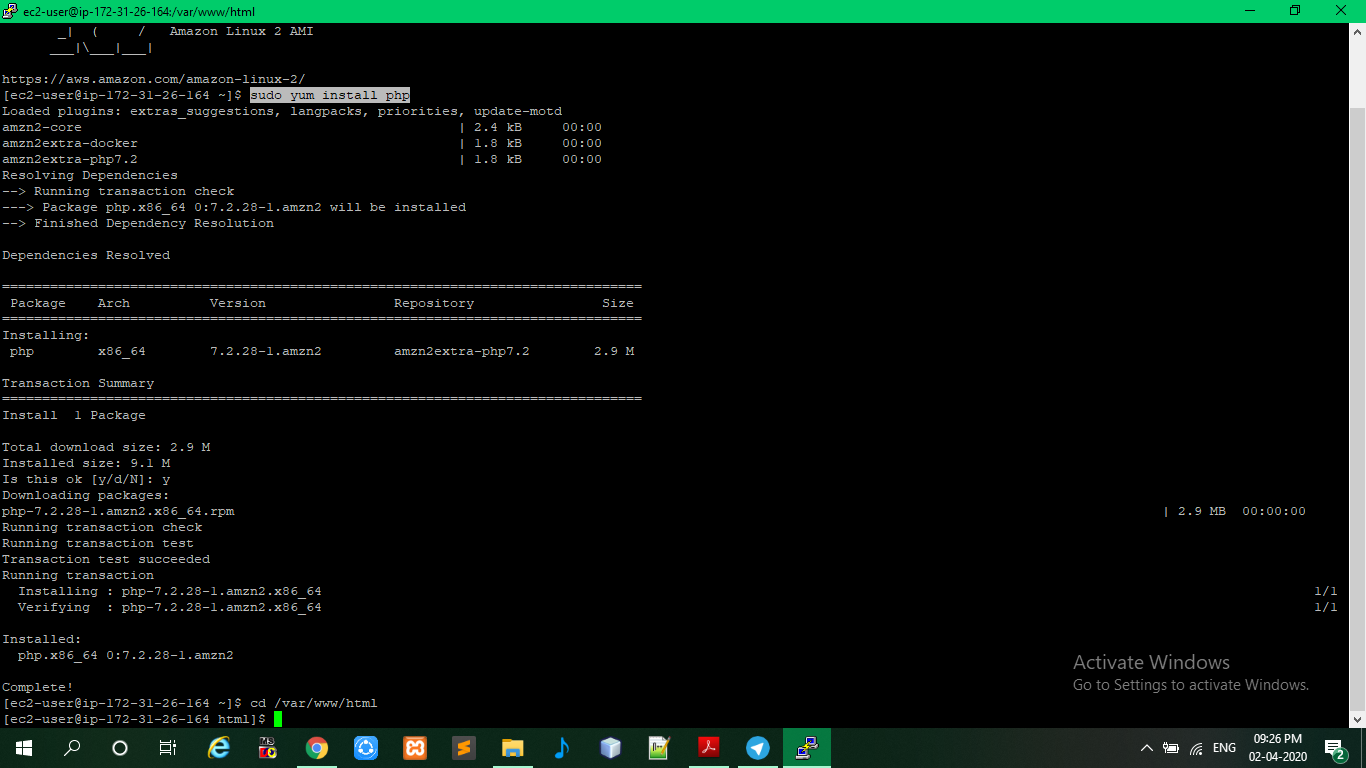 ec2-user@ip-172-31-26-164:/var/www/html
_| ( / Amazon Linux 2 AMI
___|\___|___|
https://aws.amazon.com/amazon-linux-2/
[ec2-user@ip-172-31-26-164 ~]$ sudo yum install php
Loaded plugins: extras_suggestions, langpacks, priorities, update-motd
amzn2-core | 2.4 kB 00:00
amzn2extra-docker | 1.8 kB 00:00
amzn2extra-php7.2 | 1.8 kB 00:00
Resolving Dependencies
--> Running transaction check
---> Package php.x86_64 0:7.2.28-1.amzn2 will be installed
--> Finished Dependency Resolution
Dependencies Resolved
================================================================================
Package Arch Version Repository Size
================================================================================
Installing:
php x86_64 7.2.28-1.amzn2 amzn2extra-php7.2 2.9 M
Transaction Summary
================================================================================
Install 1 Package
Total download size: 2.9 M
Installed size: 9.1 M
Is this ok [y/d/N]: y
Downloading packages:
php-7.2.28-1.amzn2.x86_64.rpm | 2.9 MB 00:00:00
Running transaction check
Running transaction test
Transaction test succeeded
Running transaction
Installing : php-7.2.28-1.amzn2.x86_64 1/1
Verifying : php-7.2.28-1.amzn2.x86_64 1/1
Installed:
php.x86_64 0:7.2.28-1.amzn2
Complete!
[ec2-user@ip-172-31-26-164 ~]$ cd /var/www/html
[ec2-user@ip-172-31-26-164 html]$
Activate Windows
Go to Settings to activate Windows.
ENG
09:26 PM
02-04-2020
2